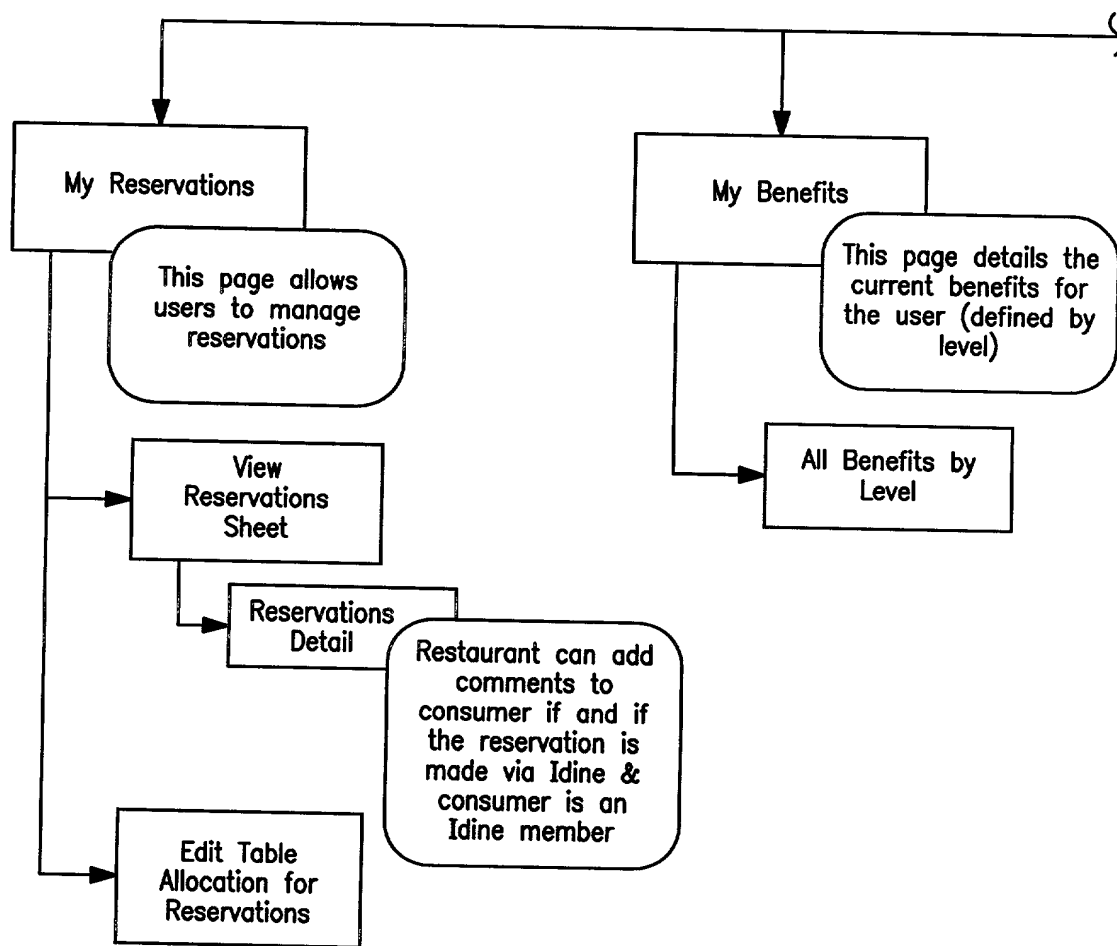 My Reservations
This page allows
users to manage
reservations
View
Reservations
Sheet
Reservations
Detail
Restaurant can add
comments to
consumer if and if
the reservation is
made via Idine &
consumer is an
Idine member
Edit Table
Allocation for
Reservations
My Benefits
This page details the
current benefits for
the user (defined by
level)
All Benefits by
Level